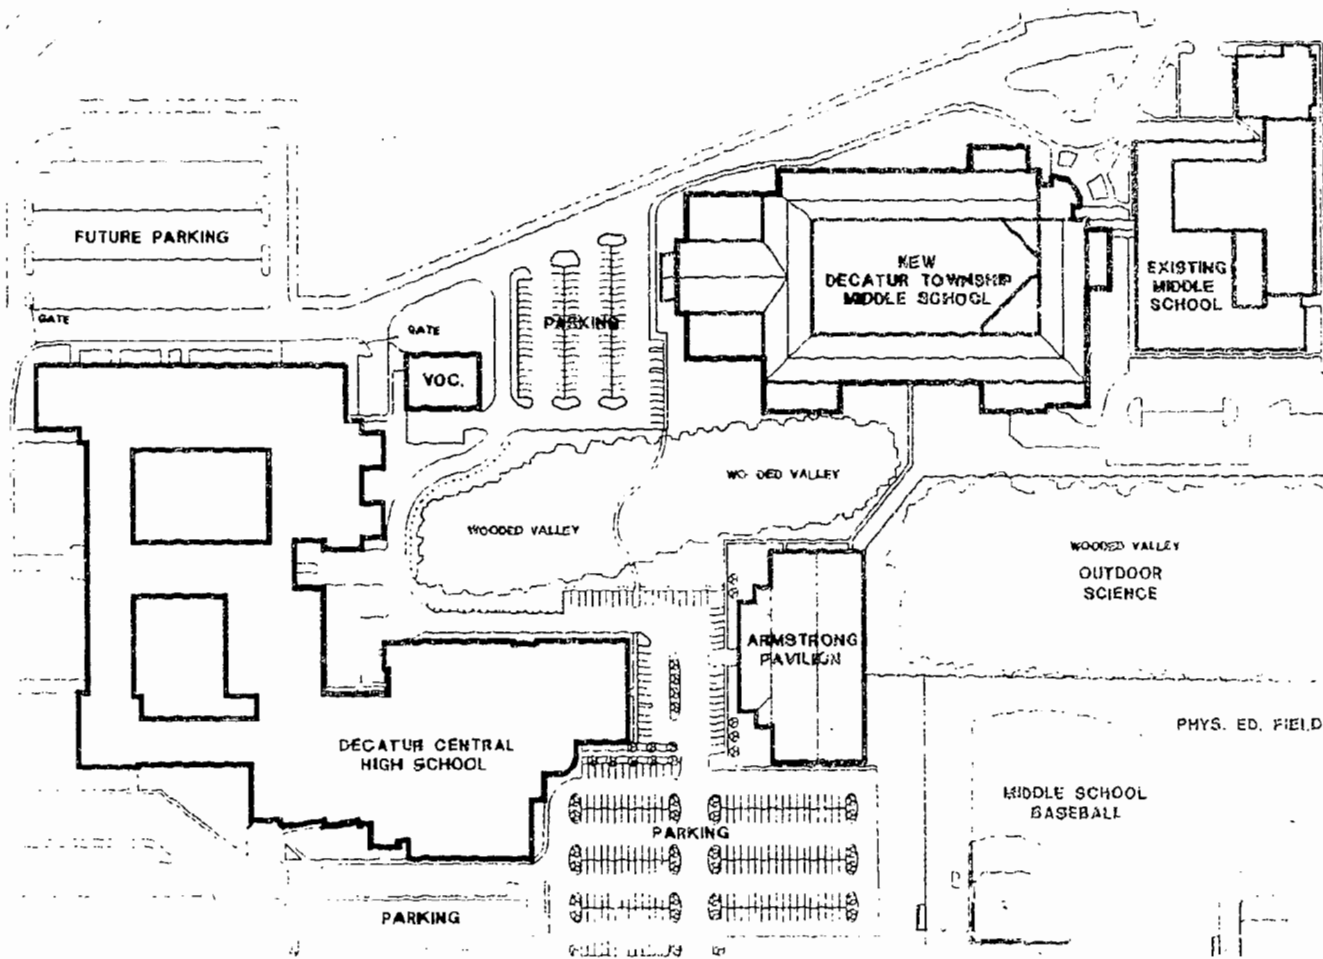 FUTURE PARKING
GATE
GATE
PARKING
VOC.
NEW
DECATUR TOWNSHIP
MIDDLE SCHOOL
EXISTING
MIDDLE
SCHOOL
WOODED VALLEY
WOODED VALLEY
WOODED VALLEY
OUTDOOR
SCIENCE
ARMSTRONG
PAVILION
DECATUR CENTRAL
HIGH SCHOOL
PHYS. ED. FIELD
MIDDLE SCHOOL
BASEBALL
PARKING
PARKING